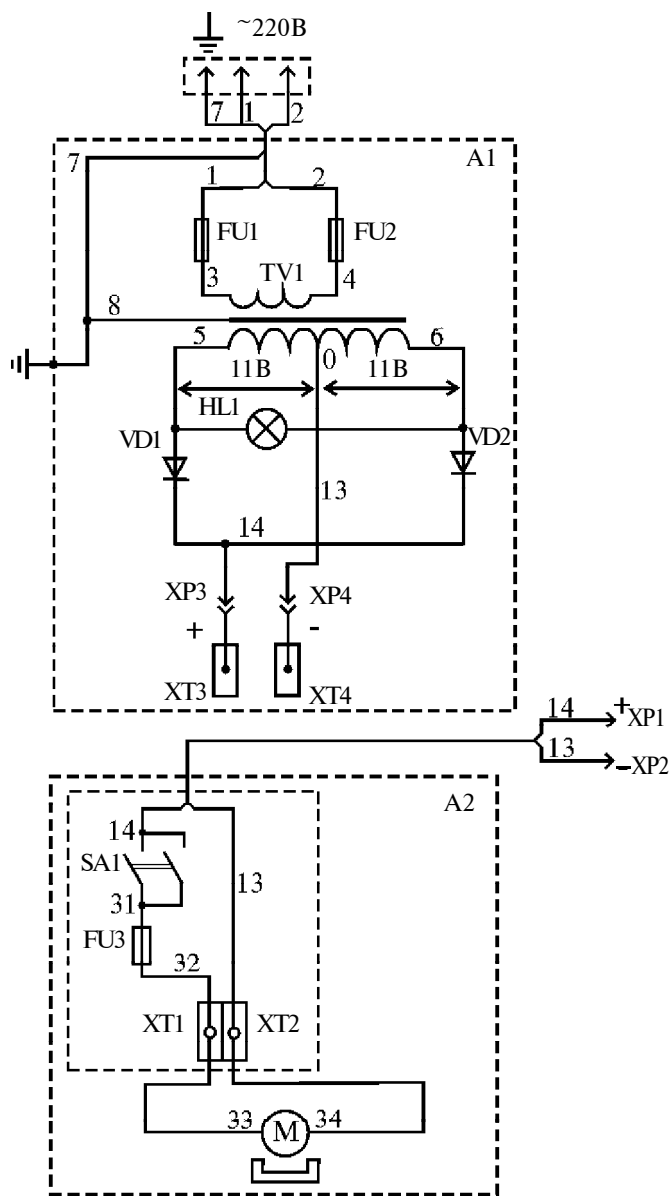 ~220В
7 1 2
7
A1
1 2
FU1 FU2
TV1
3 4
8
5 0 6
11В 11В
HL1
VD1 VD2
13
14
XP3 XP4
+ -
XT3 XT4
14 +XP1
13 –XP2
A2
14
SA1
13
31
FU3
32
XT1 XT2
33 M 34